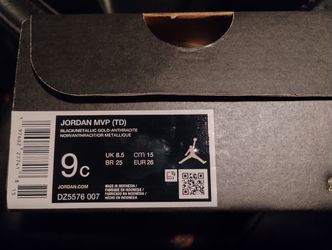 JORDAN MVP (TD)
BLACK/METALLIC GOLD-ANTHRACITE
NOIR/ANTHRACIT/OR METALLIQUE
9C
UK 8.5 cm 15
BR 25 EUR 26
JORDAN.COM
DZ5576 007
MADE IN INDONESIA /